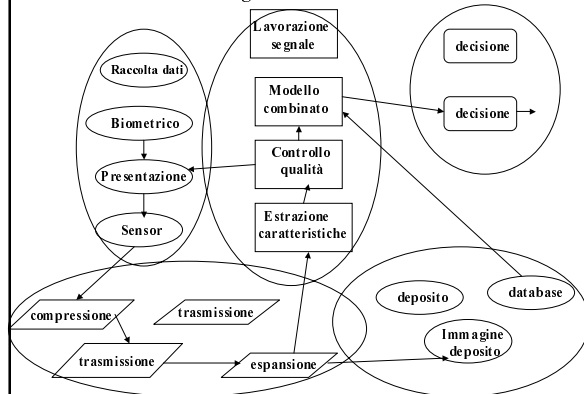 Lavorazione
segnale
decisione
Raccolta dati
Modello
combinato
decisione
Biometrico
Controllo
qualità
Presentazione
Estrazione
caratteristiche
Sensor
compressione
trasmissione
deposito
database
Immagine
deposito
trasmissione
espansione